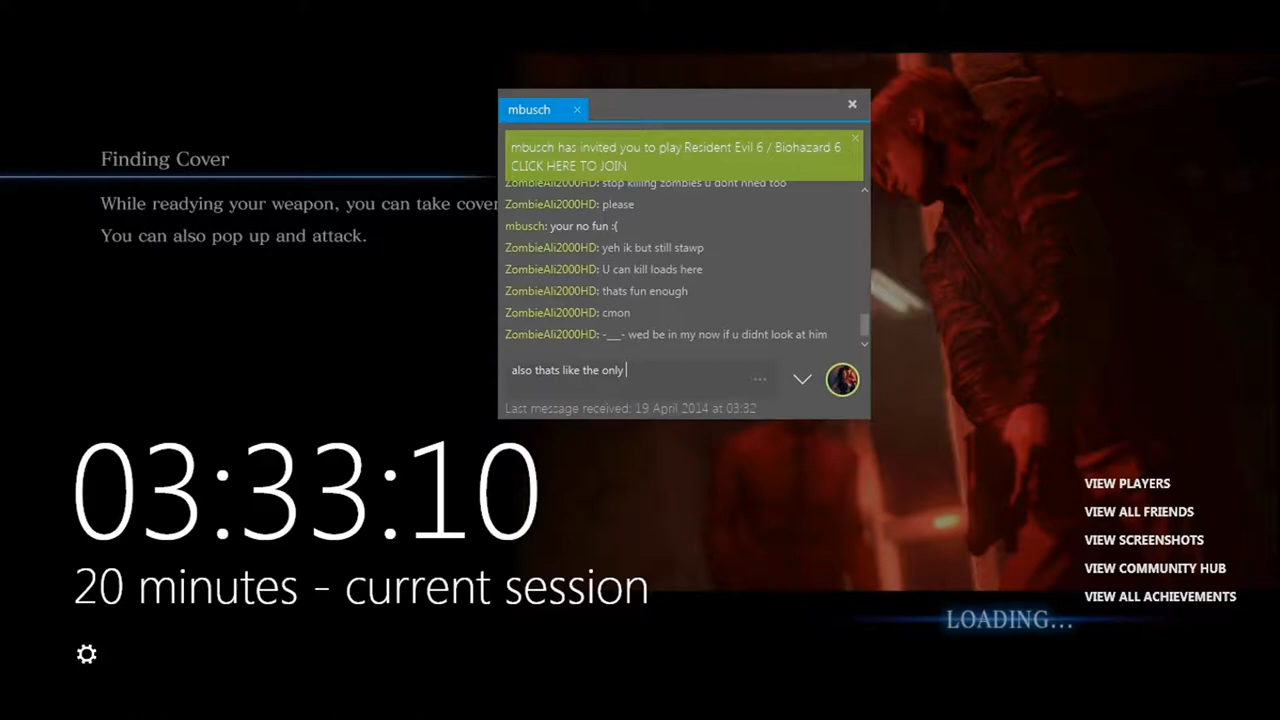 Finding Cover
While readying your weapon, you can take cover
You can also pop up and attack.
mbusch
mbusch has invited you to play Resident Evil 6 / Biohazard 6
CLICK HERE TO JOIN
ZombieAli2000HD: stop killing zombies u dont nned too
ZombieAli2000HD: please
mbusch: your no fun :(
ZombieAli2000HD: yeh ik but still stawp
ZombieAli2000HD: U can kill loads here
ZombieAli2000HD: thats fun enough
ZombieAli2000HD: cmon
ZombieAli2000HD: -___- wed be in my now if u didnt look at him
also thats like the only
Last message received: 19 April 2014 at 03:32
03:33:10
20 minutes - current session
VIEW PLAYERS
VIEW ALL FRIENDS
VIEW SCREENSHOTS
VIEW COMMUNITY HUB
VIEW ALL ACHIEVEMENTS
LOADING...